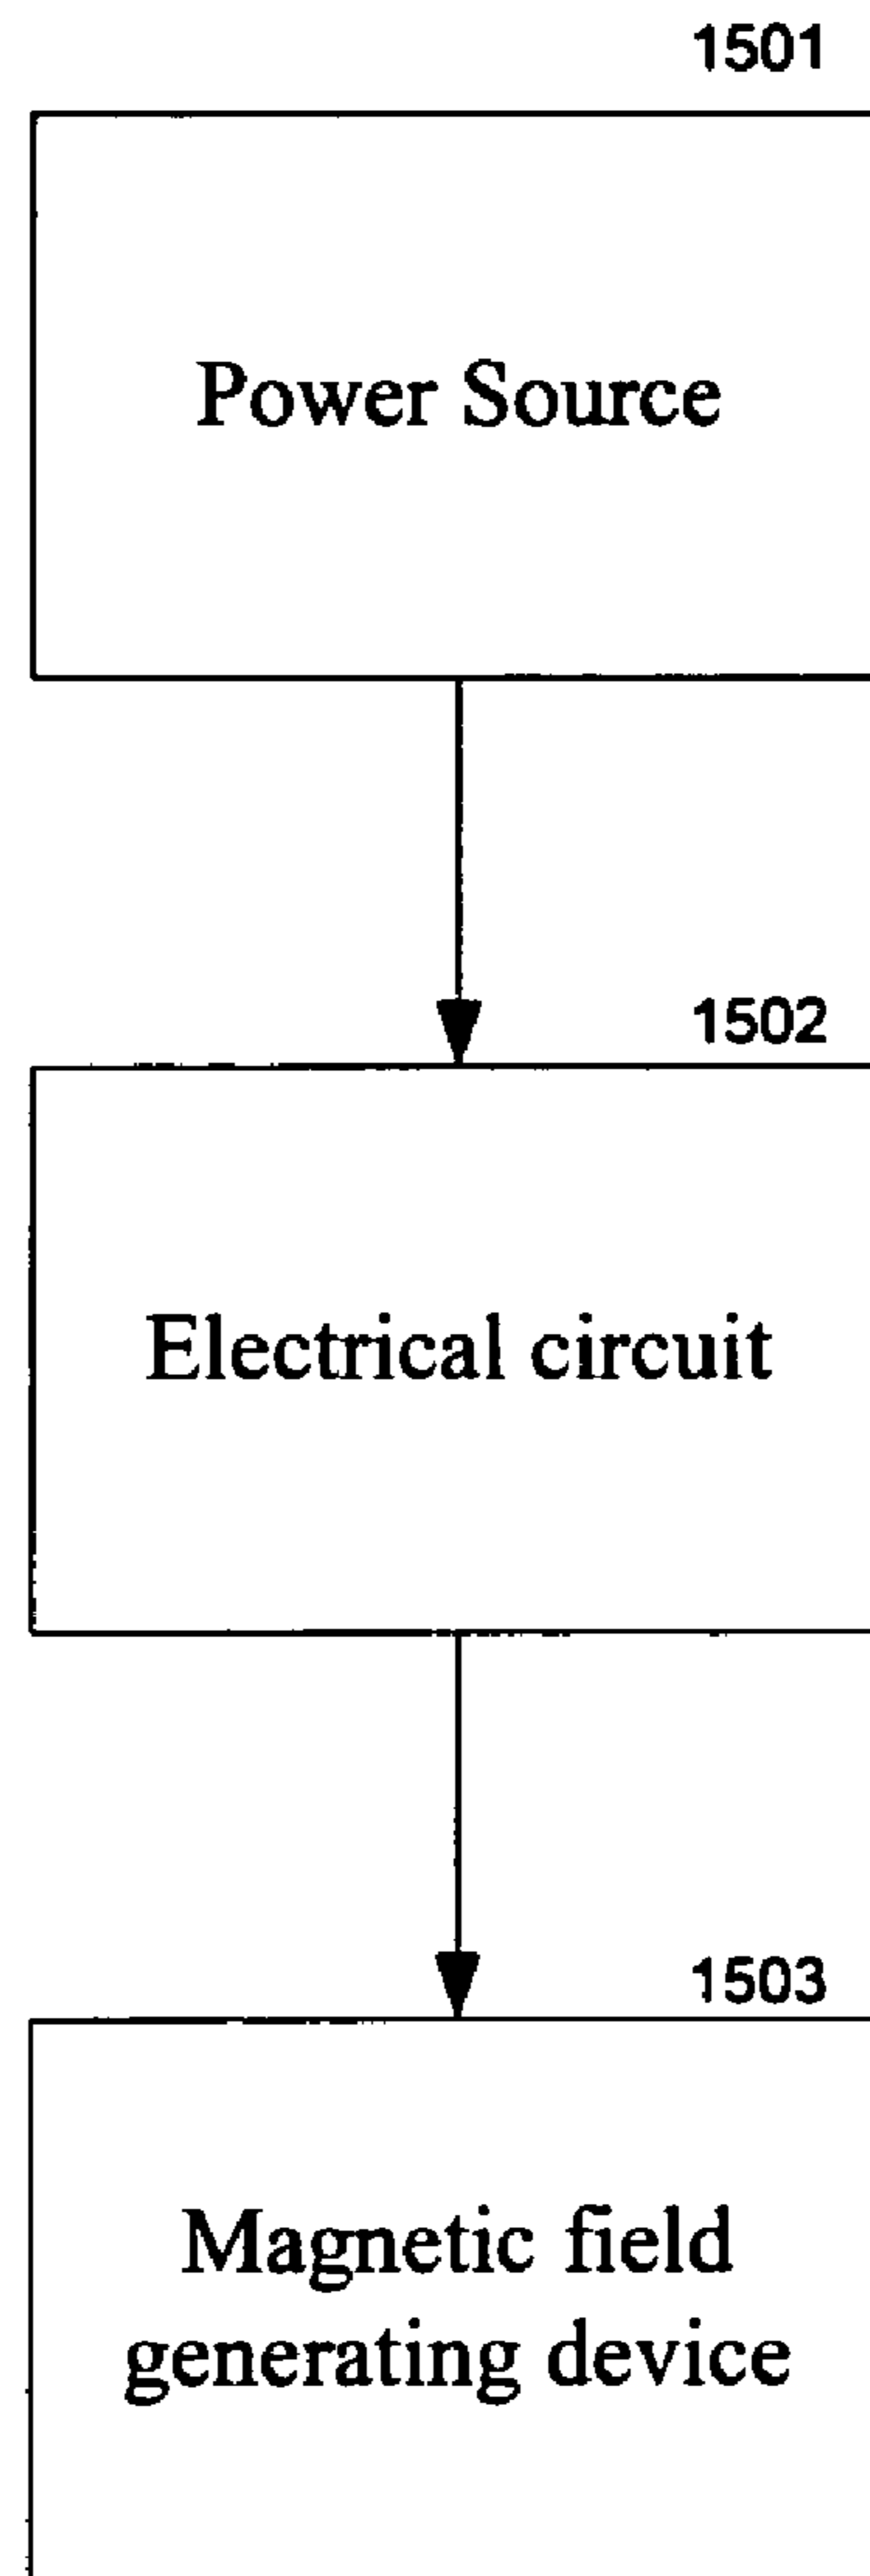 1501
Power Source
1502
Electrical circuit
1503
Magnetic field
generating device